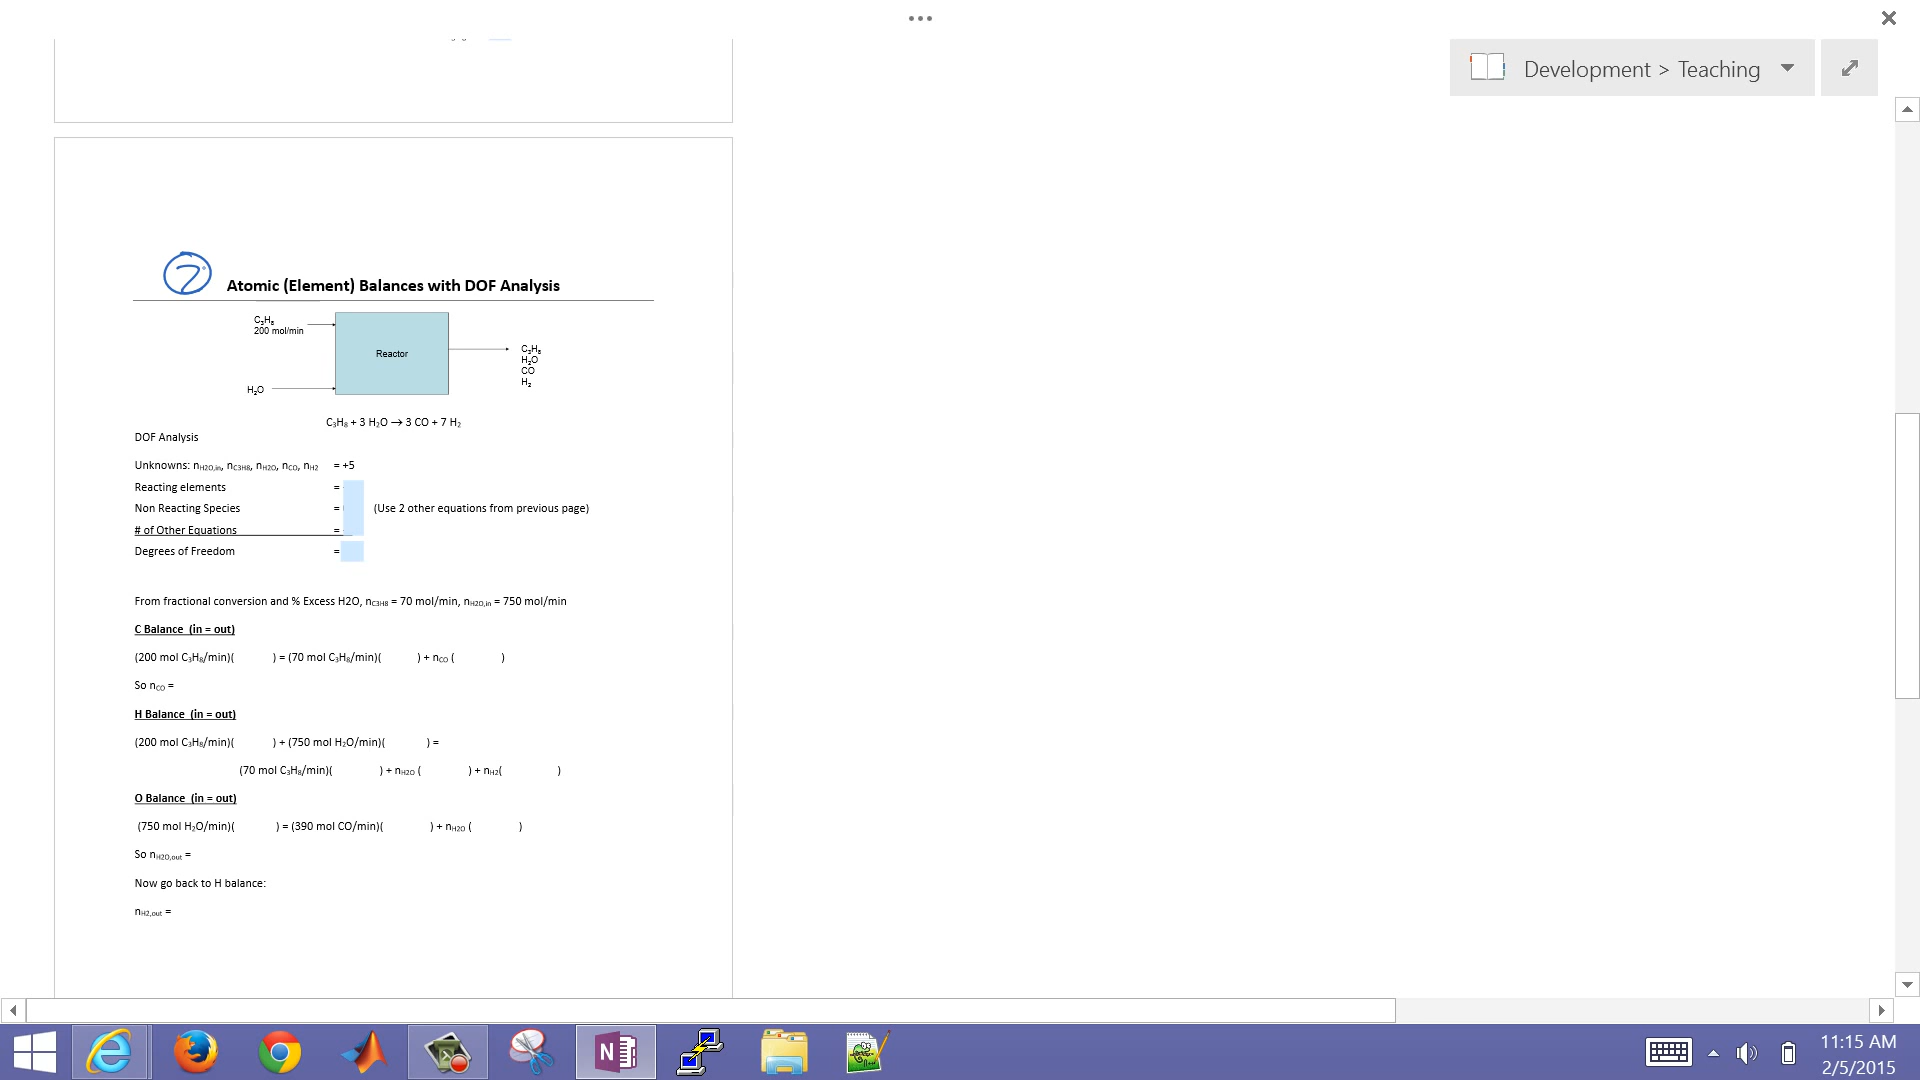 Development > Teaching
7
Atomic (Element) Balances with DOF Analysis
C₃H₈
200 mol/min
Reactor
C₃H₈
H₂O
CO
H₂
H₂O
C₃H₈ + 3 H₂O → 3 CO + 7 H₂
DOF Analysis
Unknowns: nH2O,in, nC3H8, nH2O, nCO, nH2 = +5
Reacting elements =
Non Reacting Species = (Use 2 other equations from previous page)
# of Other Equations =
Degrees of Freedom =
From fractional conversion and % Excess H2O, nC3H8 = 70 mol/min, nH2O,in = 750 mol/min
C Balance (in = out)
(200 mol C₃H₈/min)( ) = (70 mol C₃H₈/min)( ) + nCO ( )
So nCO =
H Balance (in = out)
(200 mol C₃H₈/min)( ) + (750 mol H₂O/min)( ) =
(70 mol C₃H₈/min)( ) + nH2O ( ) + nH2( )
O Balance (in = out)
(750 mol H₂O/min)( ) = (390 mol CO/min)( ) + nH2O ( )
So nH2O,out =
Now go back to H balance:
nH2,out =
N
11:15 AM
2/5/2015